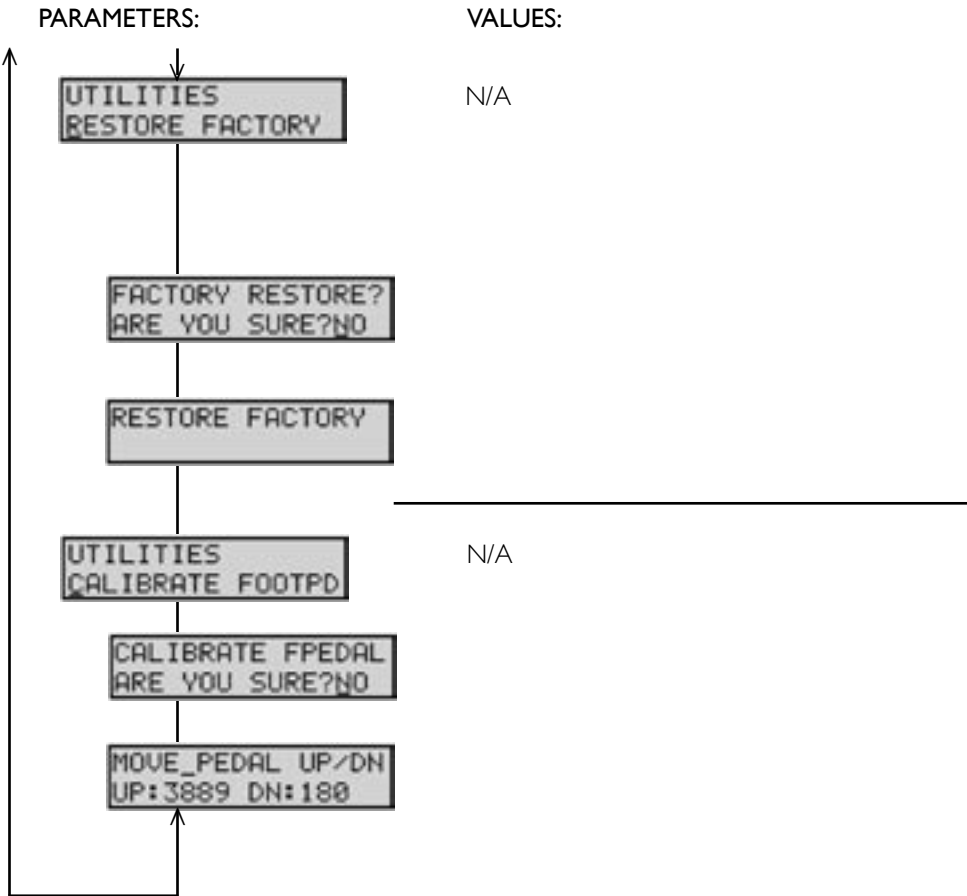 PARAMETERS: VALUES:
UTILITIES
RESTORE FACTORY
N/A
FACTORY RESTORE?
ARE YOU SURE?NO
RESTORE FACTORY
UTILITIES
CALIBRATE FOOTPD
N/A
CALIBRATE FPEDAL
ARE YOU SURE?NO
MOVE_PEDAL UP/DN
UP:3889 DN:180